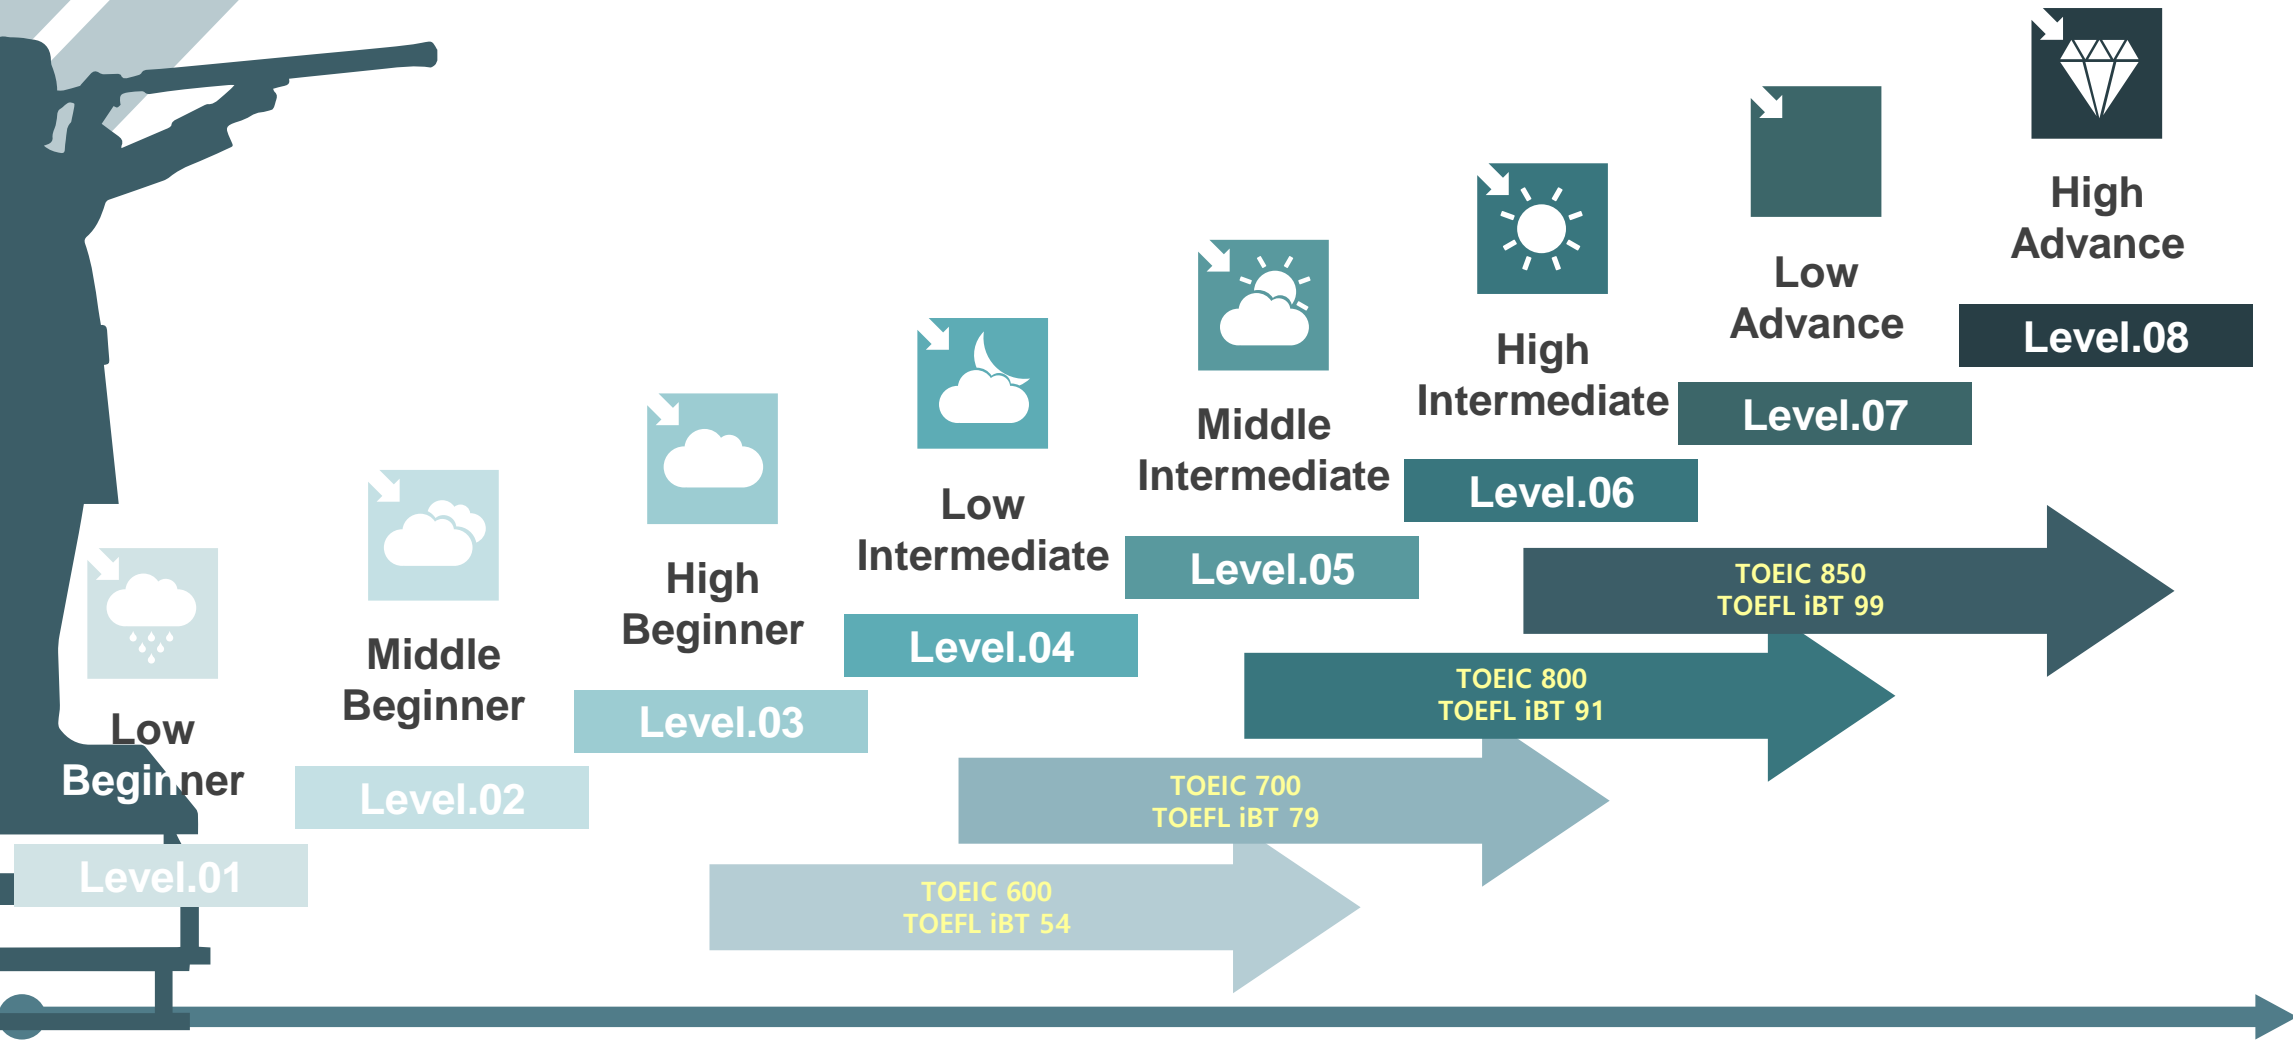 Low
Beginner
Level.01
Middle
Beginner
Level.02
High
Beginner
Level.03
Low
Intermediate
Level.04
Middle
Intermediate
Level.05
High
Intermediate
Level.06
Low
Advance
Level.07
High
Advance
Level.08
TOEIC 600
TOEFL iBT 54
TOEIC 700
TOEFL iBT 79
TOEIC 800
TOEFL iBT 91
TOEIC 850
TOEFL iBT 99